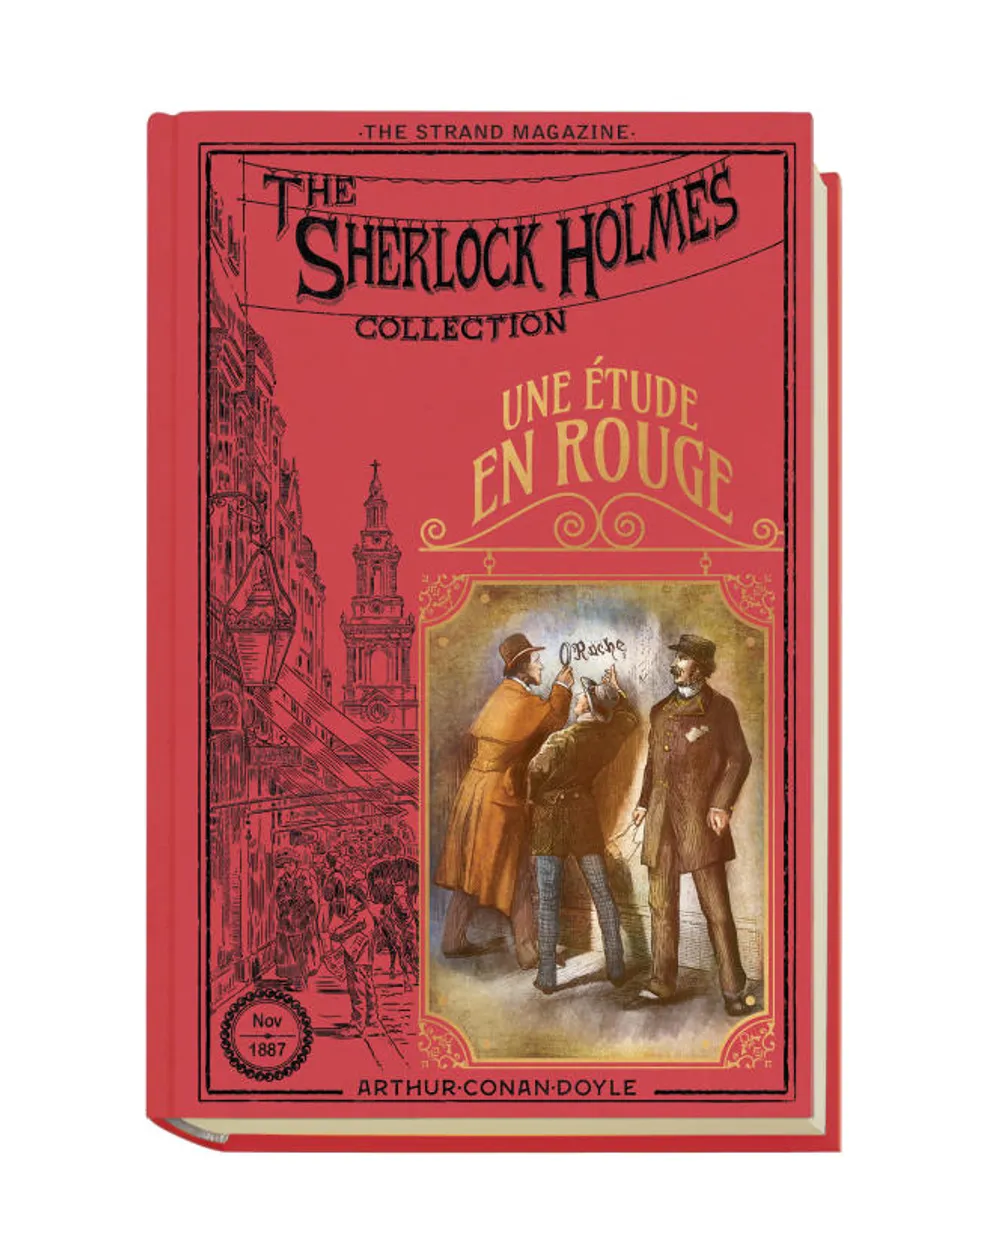 ·THE STRAND MAGAZINE·
THE
SHERLOCK HOLMES
COLLECTION
UNE ÉTUDE
EN ROUGE
Rache
Nov
1887
ARTHUR·CONAN·DOYLE